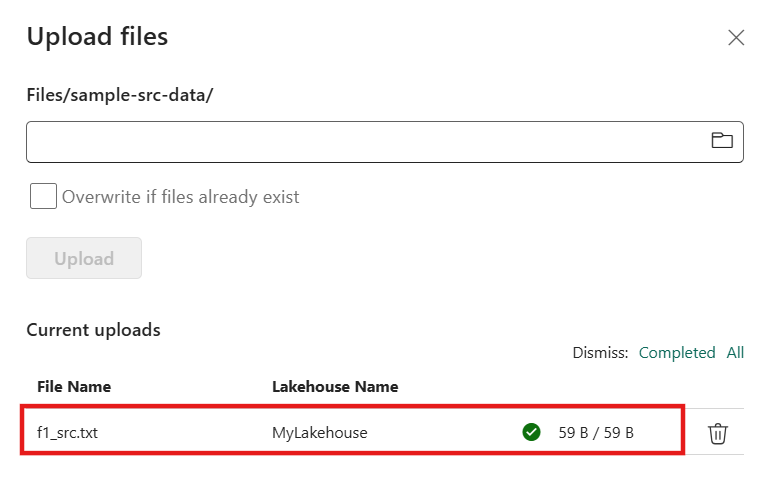 Upload files
Files/sample-src-data/
Overwrite if files already exist
Upload
Current uploads
Dismiss: Completed All
File Name Lakehouse Name
f1_src.txt MyLakehouse 59 B / 59 B